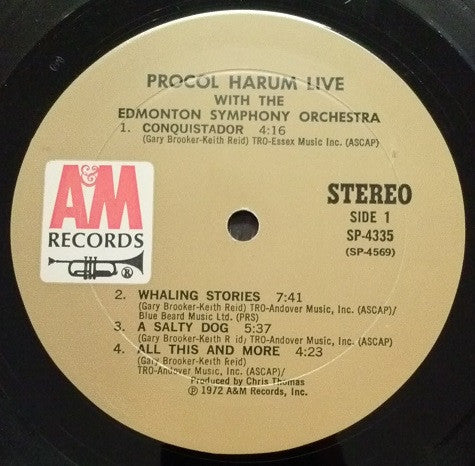 PROCOL HARUM LIVE
WITH THE
EDMONTON SYMPHONY ORCHESTRA
1. CONQUISTADOR 4:16
(Gary Brooker-Keith Reid) TRO-Essex Music Inc. (ASCAP)
A&M
RECORDS
®
STEREO
SIDE 1
SP-4335
(SP-4569)
2. WHALING STORIES 7:41
(Gary Brooker-Keith Reid) TRO-Andover Music, Inc. (ASCAP)/
Blue Beard Music Ltd. (PRS)
3. A SALTY DOG 5:37
(Gary Brooker-Keith R id) TRO-Andover Music, Inc. (ASCAP)
4. ALL THIS AND MORE 4:23
(Gary Brooker-Keith Reid)
TRO-Andover Music, Inc. (ASCAP)/
Produced by Chris Thomas
℗ 1972 A&M Records, Inc.